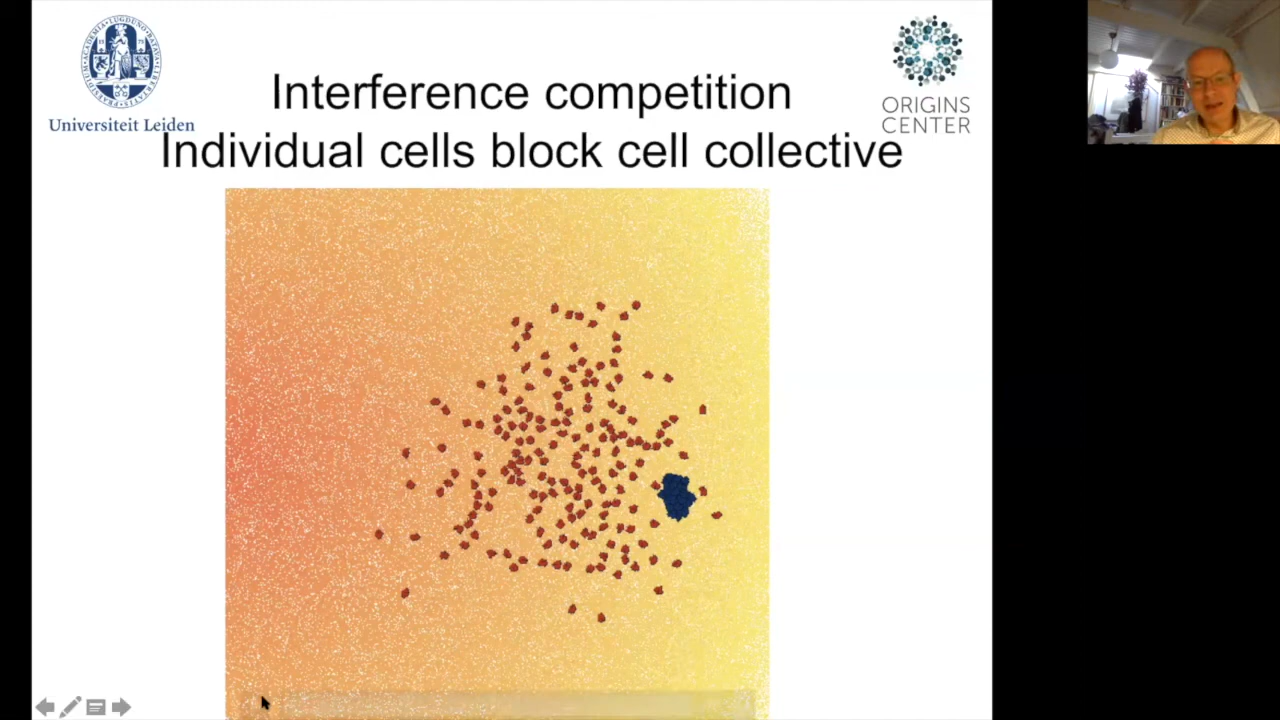 Interference competition
Individual cells block cell collective
Universiteit Leiden
ORIGINS
CENTER